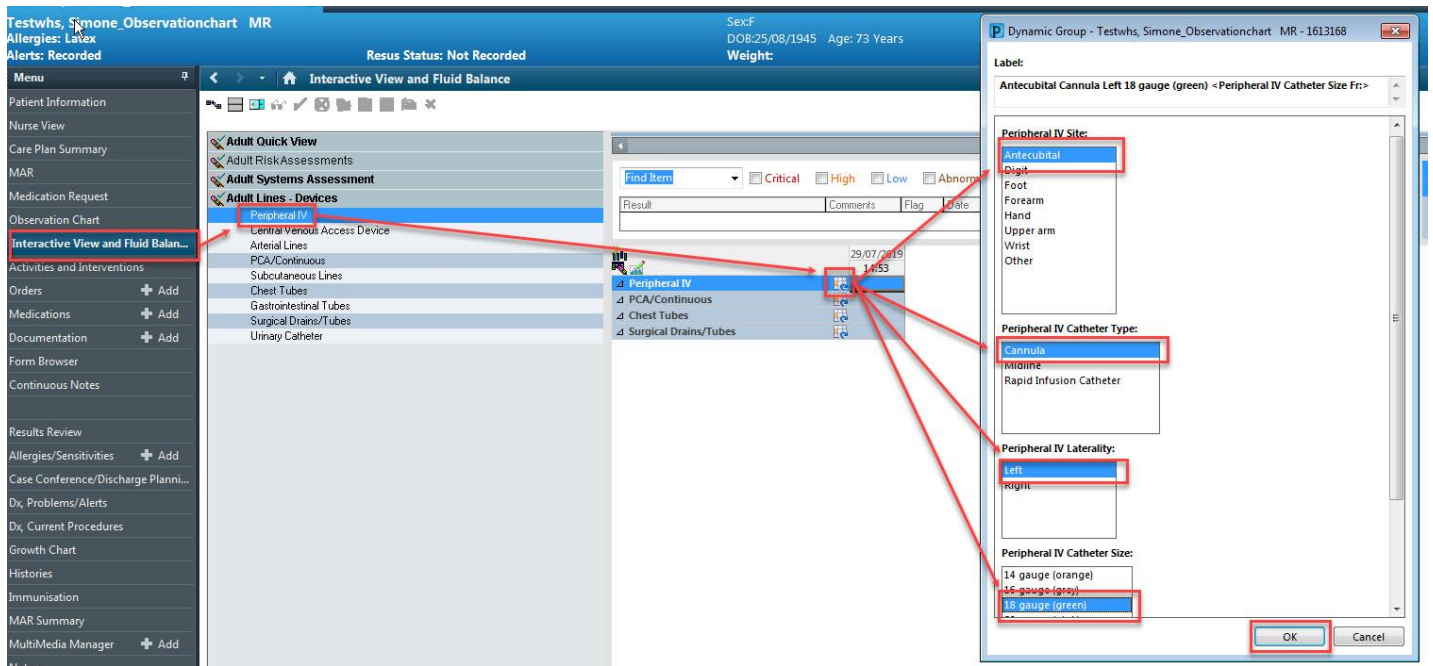 Testwhs, Simone_Observationchart MR
Allergies: Latex
Alerts: Recorded
Resus Status: Not Recorded
Sex:F
DOB:25/08/1945 Age: 73 Years
Weight:
Menu
Interactive View and Fluid Balance
Patient Information
Nurse View
Care Plan Summary
MAR
Medication Request
Observation Chart
Interactive View and Fluid Balan...
Activities and Interventions
Orders + Add
Medications + Add
Documentation + Add
Form Browser
Continuous Notes
Results Review
Allergies/Sensitivities + Add
Case Conference/Discharge Planni...
Dx, Problems/Alerts
Dx, Current Procedures
Growth Chart
Histories
Immunisation
MAR Summary
MultiMedia Manager + Add
Adult Quick View
Adult RiskAssessments
Adult Systems Assessment
Adult Lines - Devices
Peripheral IV
Central Venous Access Device
Arterial Lines
PCA/Continuous
Subcutaneous Lines
Chest Tubes
Gastrointestinal Tubes
Surgical Drains/Tubes
Urinary Catheter
Find Item Critical High Low Abnorm
Result Comments Flag Date
29/07/2019
14:53
Peripheral IV
PCA/Continuous
Chest Tubes
Surgical Drains/Tubes
Dynamic Group - Testwhs, Simone_Observationchart MR - 1613168
Label:
Antecubital Cannula Left 18 gauge (green) <Peripheral IV Catheter Size Fr:>
Peripheral IV Site:
Antecubital
Digit
Foot
Forearm
Hand
Upper arm
Wrist
Other
Peripheral IV Catheter Type:
Cannula
Midline
Rapid Infusion Catheter
Peripheral IV Laterality:
Left
Right
Peripheral IV Catheter Size:
14 gauge (orange)
16 gauge (grey)
18 gauge (green)
OK Cancel